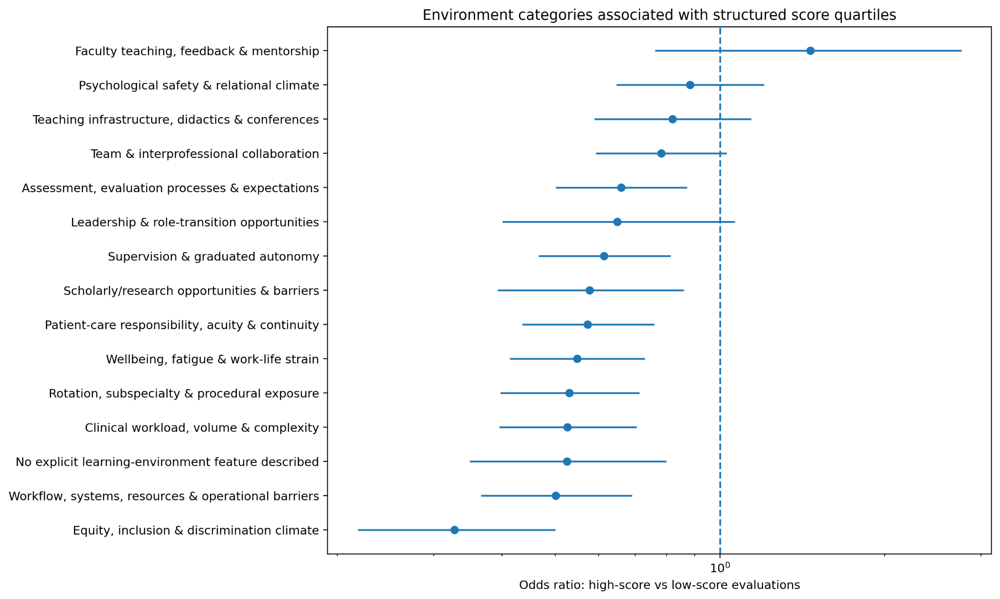 Environment categories associated with structured score quartiles
Faculty teaching, feedback & mentorship
Psychological safety & relational climate
Teaching infrastructure, didactics & conferences
Team & interprofessional collaboration
Assessment, evaluation processes & expectations
Leadership & role-transition opportunities
Supervision & graduated autonomy
Scholarly/research opportunities & barriers
Patient-care responsibility, acuity & continuity
Wellbeing, fatigue & work-life strain
Rotation, subspecialty & procedural exposure
Clinical workload, volume & complexity
No explicit learning-environment feature described
Workflow, systems, resources & operational barriers
Equity, inclusion & discrimination climate
10⁰
Odds ratio: high-score vs low-score evaluations